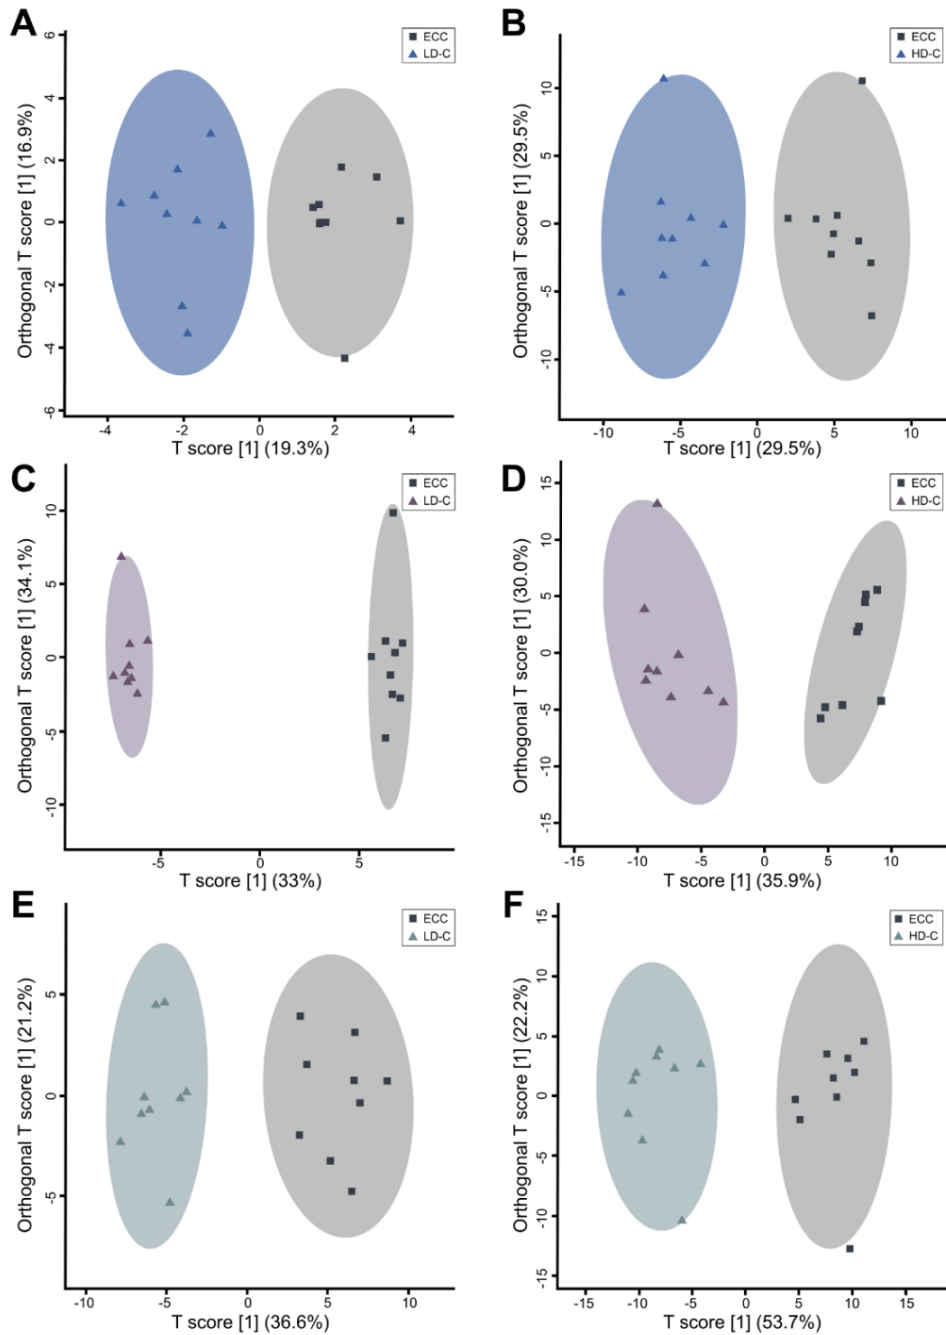 A
ECC
LD-C
Orthogonal T score [1] (16.9%)
6
4
2
0
-2
-4
-6
-4
-2
0
2
4
T score [1] (19.3%)
B
ECC
HD-C
Orthogonal T score [1] (29.5%)
10
5
0
-5
-10
-10
-5
0
5
10
T score [1] (29.5%)
C
ECC
LD-C
Orthogonal T score [1] (34.1%)
10
5
0
-5
-10
-5
0
5
T score [1] (33%)
D
ECC
HD-C
Orthogonal T score [1] (30.0%)
15
10
5
0
-5
-10
-15
-15
-10
-5
0
5
10
T score [1] (35.9%)
E
ECC
LD-C
Orthogonal T score [1] (21.2%)
5
0
-5
-10
-5
0
5
10
T score [1] (36.6%)
F
ECC
HD-C
Orthogonal T score [1] (22.2%)
15
10
5
0
-5
-10
-15
-15
-10
-5
0
5
10
15
T score [1] (53.7%)